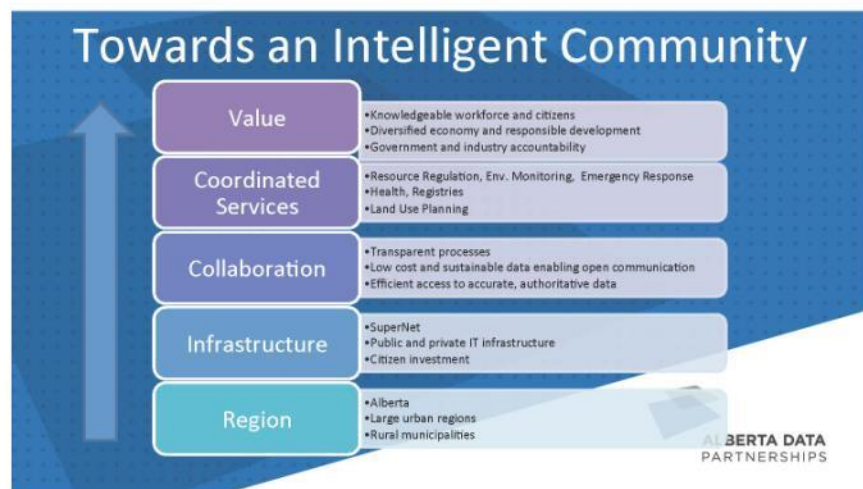 Towards an Intelligent Community
Value
•Knowledgeable workforce and citizens
•Diversified economy and responsible development
•Government and industry accountability
Coordinated
Services
•Resource Regulation, Env. Monitoring, Emergency Response
•Health, Registries
•Land Use Planning
Collaboration
•Transparent processes
•Low cost and sustainable data enabling open communication
•Efficient access to accurate, authoritative data
Infrastructure
•SuperNet
•Public and private IT infrastructure
•Citizen investment
Region
•Alberta
•Large urban regions
•Rural municipalities
ALBERTA DATA
PARTNERSHIPS